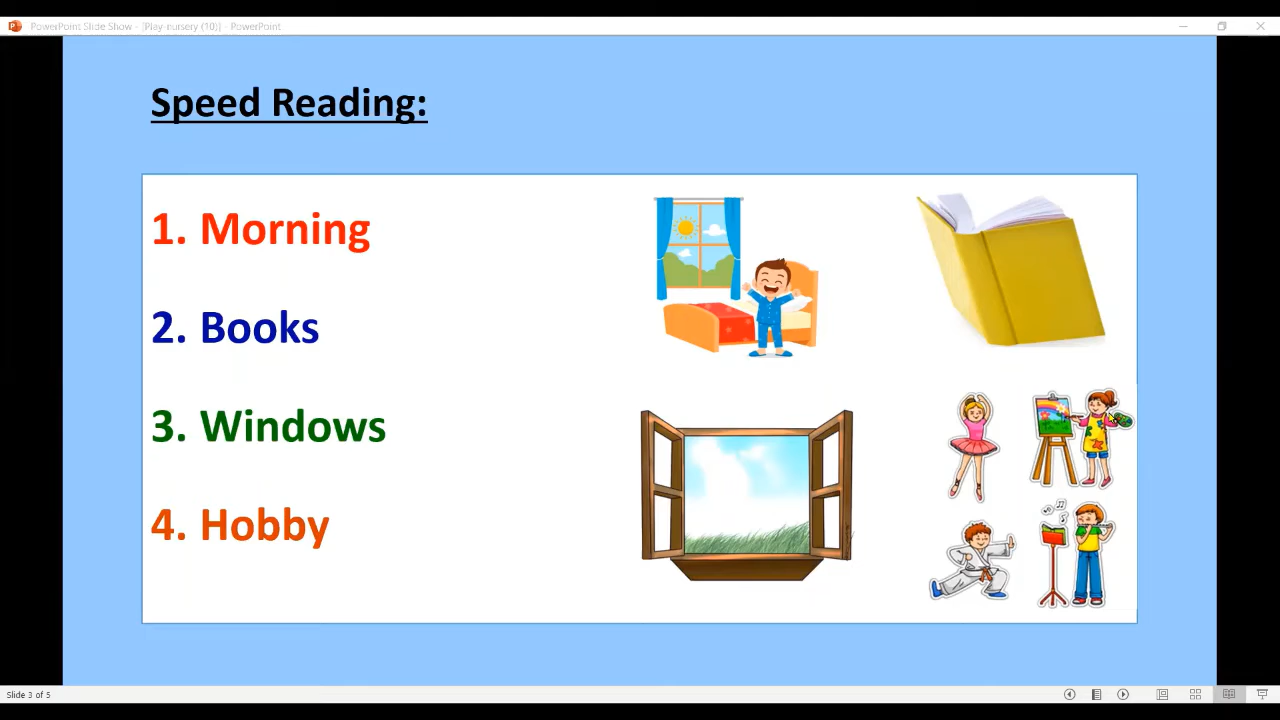 PowerPoint Slide Show - [Play-nursery (10)] - PowerPoint
Speed Reading:
1. Morning
2. Books
3. Windows
4. Hobby
Slide 3 of 5